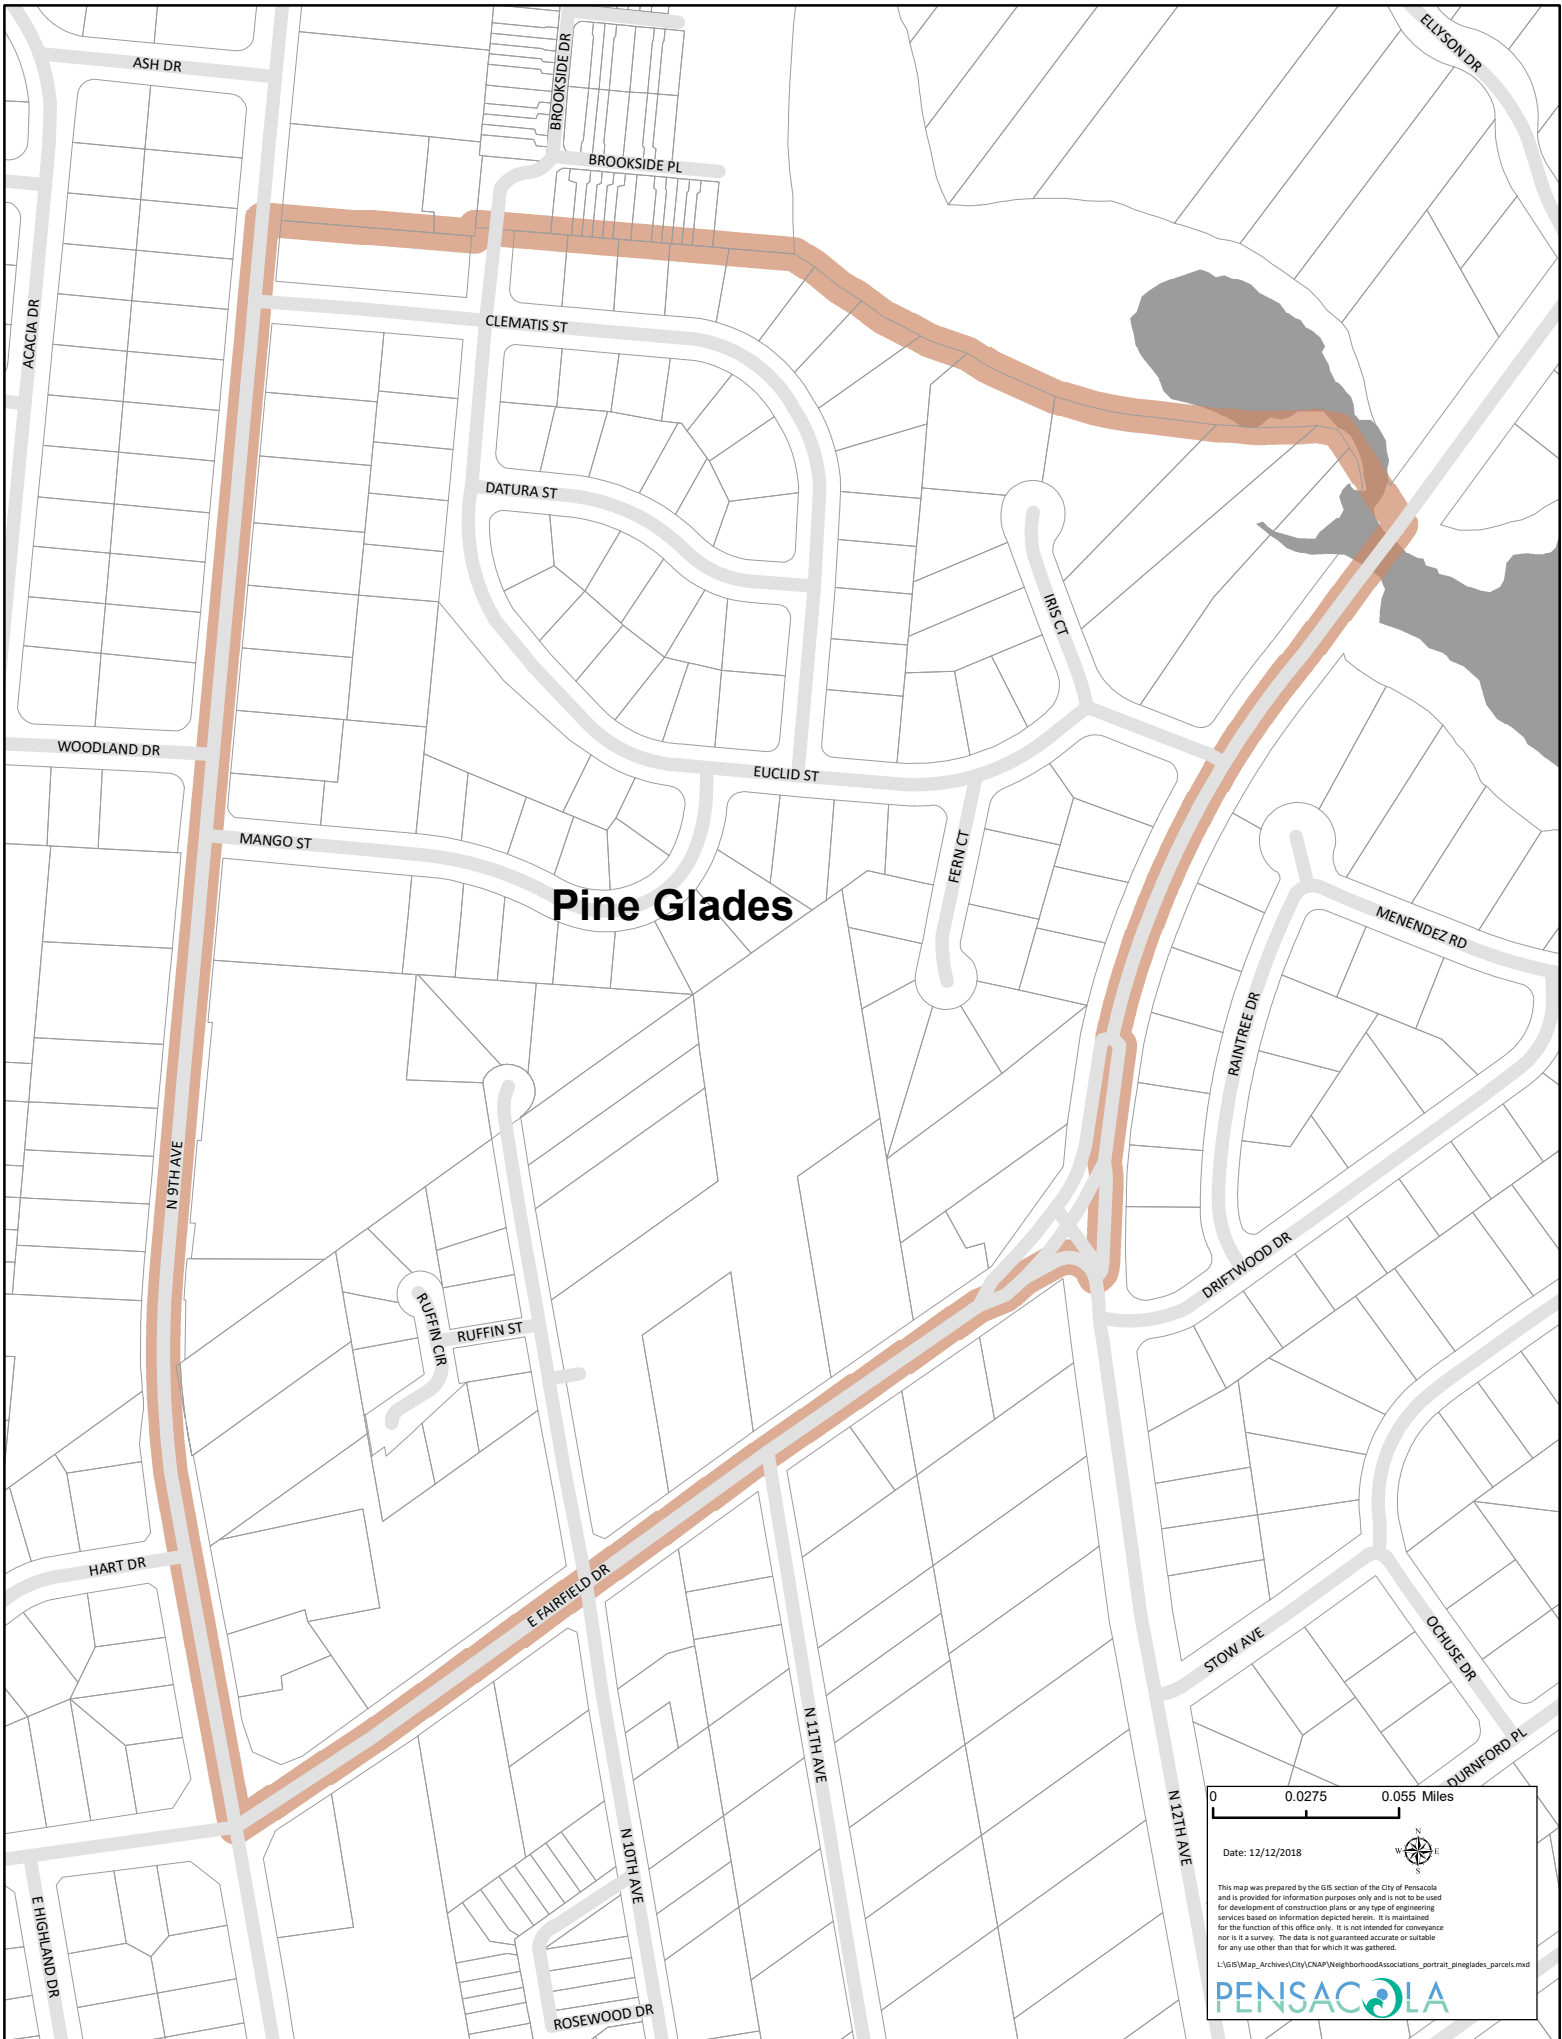 ELLYSON DR
ASH DR
BROOKSIDE DR
BROOKSIDE PL
ACACIA DR
CLEMATIS ST
DATURA ST
IRIS CT
WOODLAND DR
EUCLID ST
MANGO ST
FERN CT
Pine Glades
MENENDEZ RD
RAINTREE DR
N 9TH AVE
DRIFTWOOD DR
RUFFIN CIR
RUFFIN ST
HART DR
E FAIRFIELD DR
STOW AVE
OCHUSE DR
N 11TH AVE
DURNFORD PL
N 12TH AVE
N 10TH AVE
E HIGHLAND DR
ROSEWOOD DR
0 0.0275 0.055 Miles
Date: 12/12/2018
N
W E
S
This map was prepared by the GIS section of the City of Pensacola
and is provided for information purposes only and is not to be used
for development of construction plans or any type of engineering
services based on information depicted herein. It is maintained
for the function of this office only. It is not intended for conveyance
nor is it a survey. The data is not guaranteed accurate or suitable
for any use other than that for which it was gathered.
L:\GIS\Map_Archives\City\CNAP\NeighborhoodAssociations_portrait_pineglades_parcels.mxd
PENSACOLA